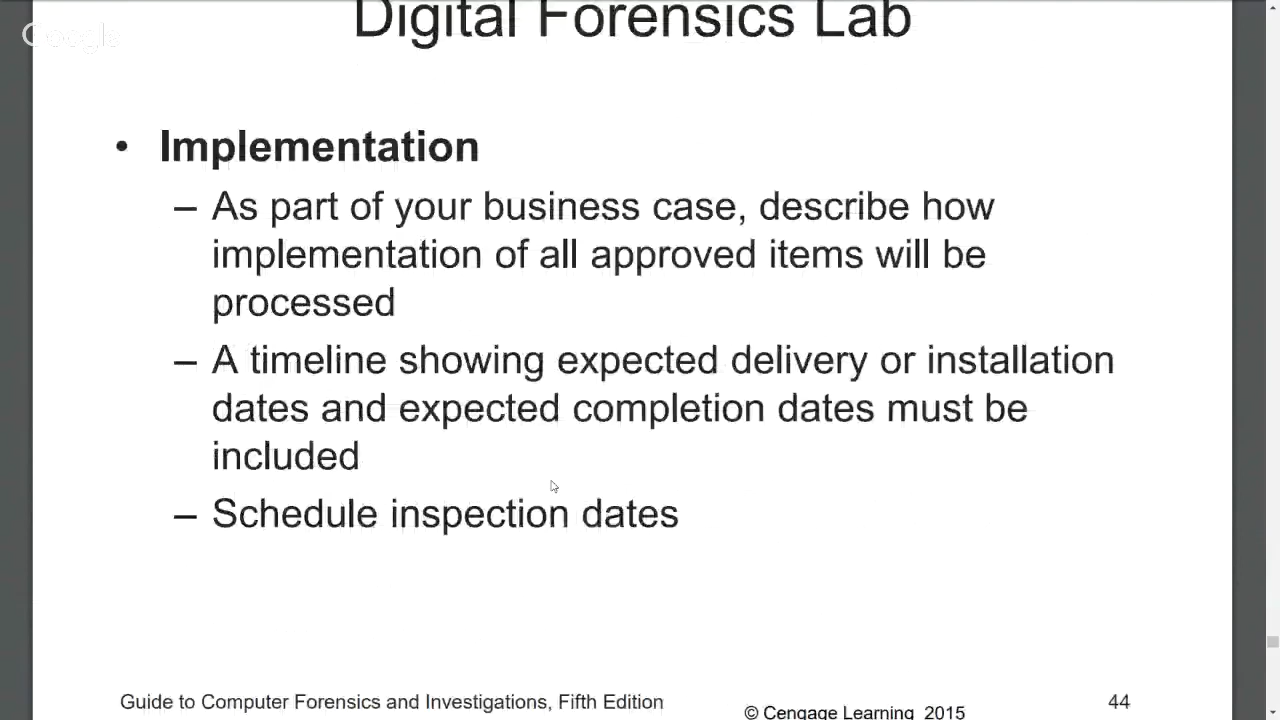 Digital Forensics Lab
Google
• Implementation
– As part of your business case, describe how
implementation of all approved items will be
processed
– A timeline showing expected delivery or installation
dates and expected completion dates must be
included
– Schedule inspection dates
Guide to Computer Forensics and Investigations, Fifth Edition
44
© Cengage Learning 2015